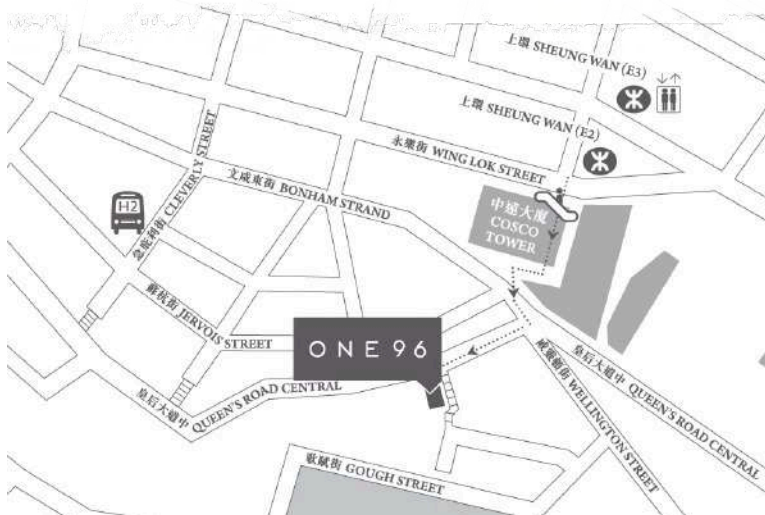 上環 SHEUNG WAN (E3)
上環 SHEUNG WAN (E2)
永樂街 WING LOK STREET
文咸東街 BONHAM STRAND
急庇利街 CLEVERLY STREET
H2
中遠大廈
COSCO
TOWER
蘇杭街 JERVOIS STREET
ONE96
皇后大道中 QUEEN'S ROAD CENTRAL
皇后大道中 QUEEN'S ROAD CENTRAL
威靈頓街 WELLINGTON STREET
歌賦街 GOUGH STREET